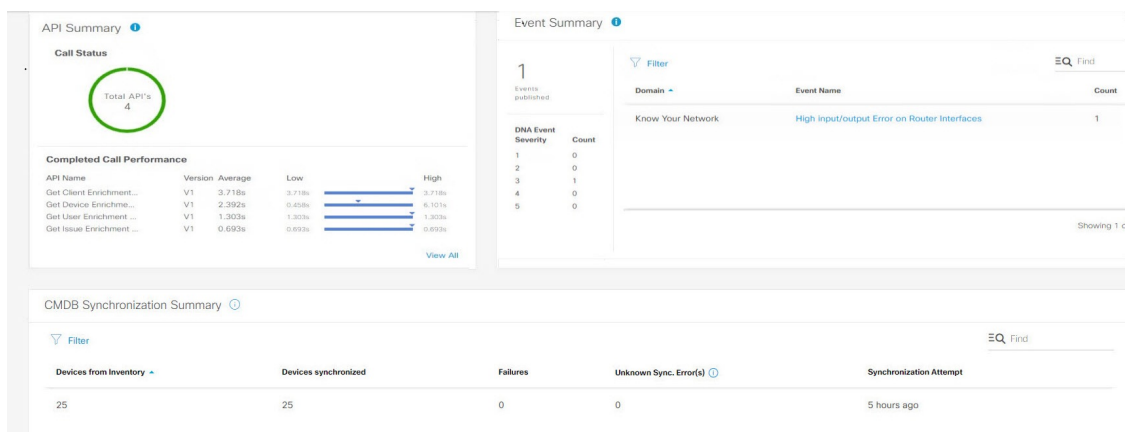 API Summary
Call Status
Total API's
4
Completed Call Performance
API Name Version Average Low High
Get Client Enrichment... V1 3.718s 3.718s 3.718s
Get Device Enrichme... V1 2.392s 0.458s 6.101s
Get User Enrichment ... V1 1.303s 1.303s 1.303s
Get Issue Enrichment ... V1 0.693s 0.693s 0.693s
View All
Event Summary
1
Events
published
DNA Event
Severity Count
1 0
2 0
3 1
4 0
5 0
Filter
Find
Domain Event Name Count
Know Your Network High input/output Error on Router Interfaces 1
Showing 1 o
CMDB Synchronization Summary
Filter
Find
Devices from Inventory Devices synchronized Failures Unknown Sync. Error(s) Synchronization Attempt
25 25 0 0 5 hours ago